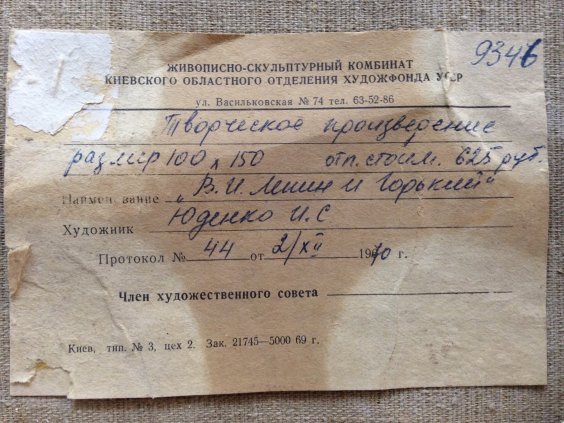 9346
ЖИВОПИСНО-СКУЛЬПТУРНЫЙ КОМБИНАТ
КИЕВСКОГО ОБЛАСТНОГО ОТДЕЛЕНИЯ ХУДОЖФОНДА УССР
ул. Васильковская № 74 тел. 63-52-86
Творческое произведение
размер 100 х 150 отп. стоим. 625 руб.
Наименование „В. И. Ленин и Горький"
Художник Юденко И. С
Протокол № 44 от 2/XII 1970 г.
Член художественного совета
Киев, тип. № 3, цех 2. Зак. 21745—5000 69 г.